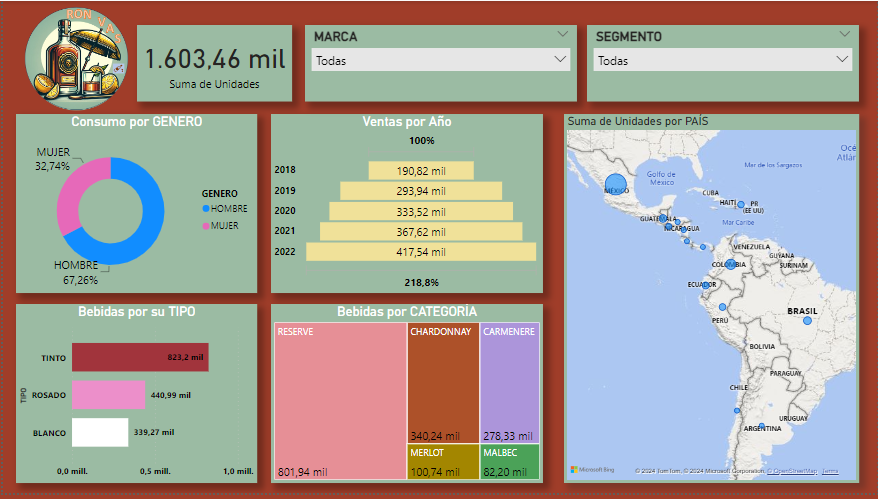 RON VAS
1.603,46 mil
Suma de Unidades
MARCA
Todas
SEGMENTO
Todas
Consumo por GENERO
MUJER
32,74%
HOMBRE
67,26%
GENERO
HOMBRE
MUJER
Ventas por Año
100%
2018 190,82 mil
2019 293,94 mil
2020 333,52 mil
2021 367,62 mil
2022 417,54 mil
218,8%
Suma de Unidades por PAÍS
Océ
Atlár
Mar de los Sargazos
Golfo de
México
MÉXICO
CUBA
HAITÍ
PR
(EE UU)
GUATEMALA
Mar Caribe
NICARAGUA
VENEZUELA
GUYANA
COLOMBIA
SURINAM
ECUADOR
PERÚ
BRASIL
BOLIVIA
PARAGUAY
CHILE
URUGUAY
ARGENTINA
Microsoft Bing
© 2024 TomTom, © 2024 Microsoft Corporation, © OpenStreetMap Terms
Bebidas por su TIPO
TIPO
TINTO 823,2 mil
ROSADO 440,99 mil
BLANCO 339,27 mil
0,0 mill. 0,5 mill. 1,0 mill.
Bebidas por CATEGORÍA
RESERVE
801,94 mil
CHARDONNAY
340,24 mil
CARMENERE
278,33 mil
MERLOT
100,74 mil
MALBEC
82,20 mil